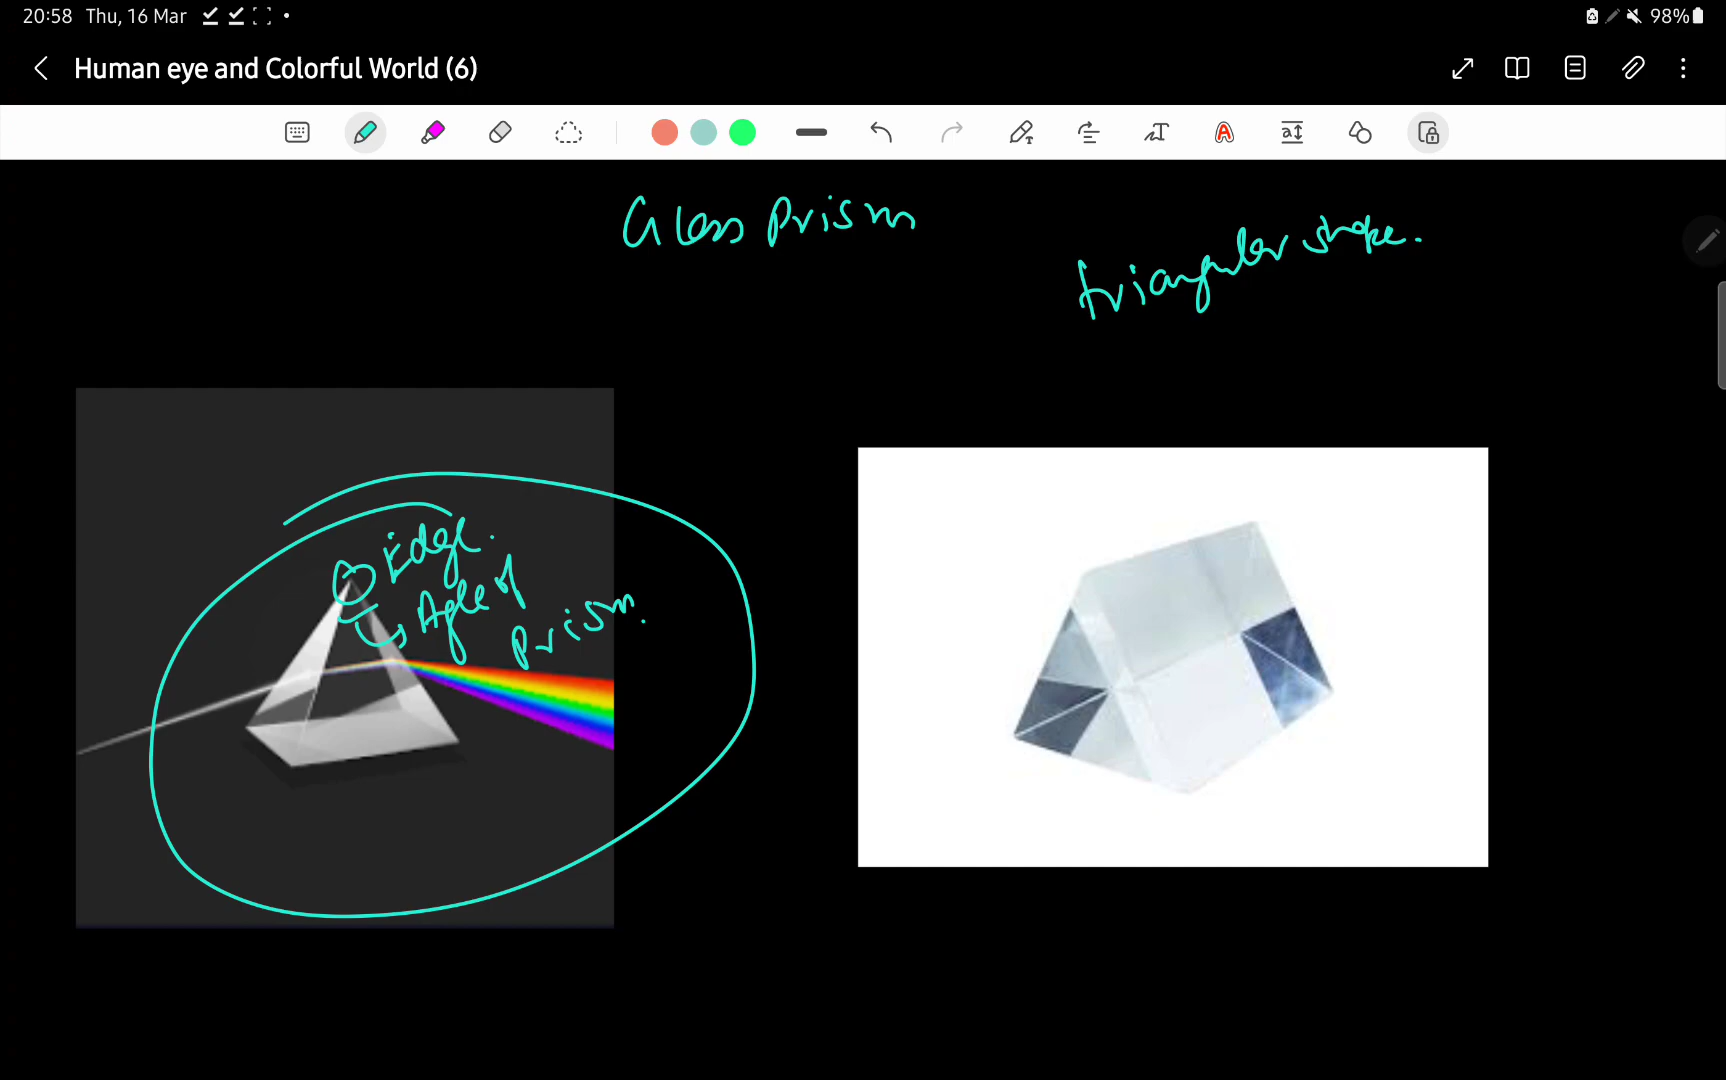 20:58 Thu, 16 Mar 98%
Human eye and Colorful World (6)
Glass Prism
triangular shape.
Edge.
Agle of
Prism.